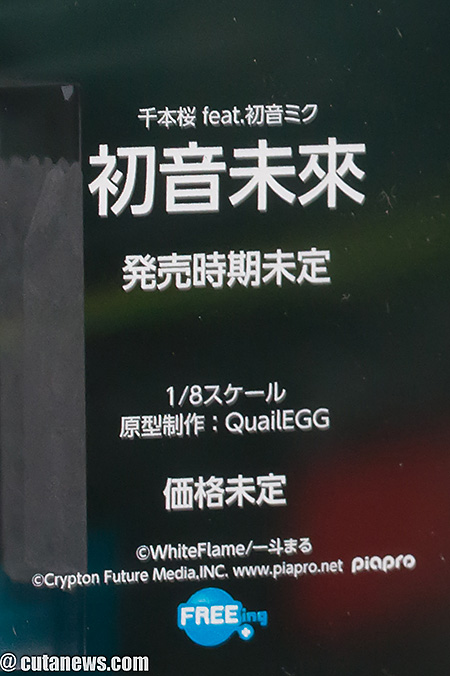 千本桜 feat.初音ミク
初音未來
発売時期未定
1/8スケール
原型制作：QuailEGG
価格未定
©WhiteFlame/一斗まる
©Crypton Future Media,INC. www.piapro.net piapro
FREEing
@ cutanews.com